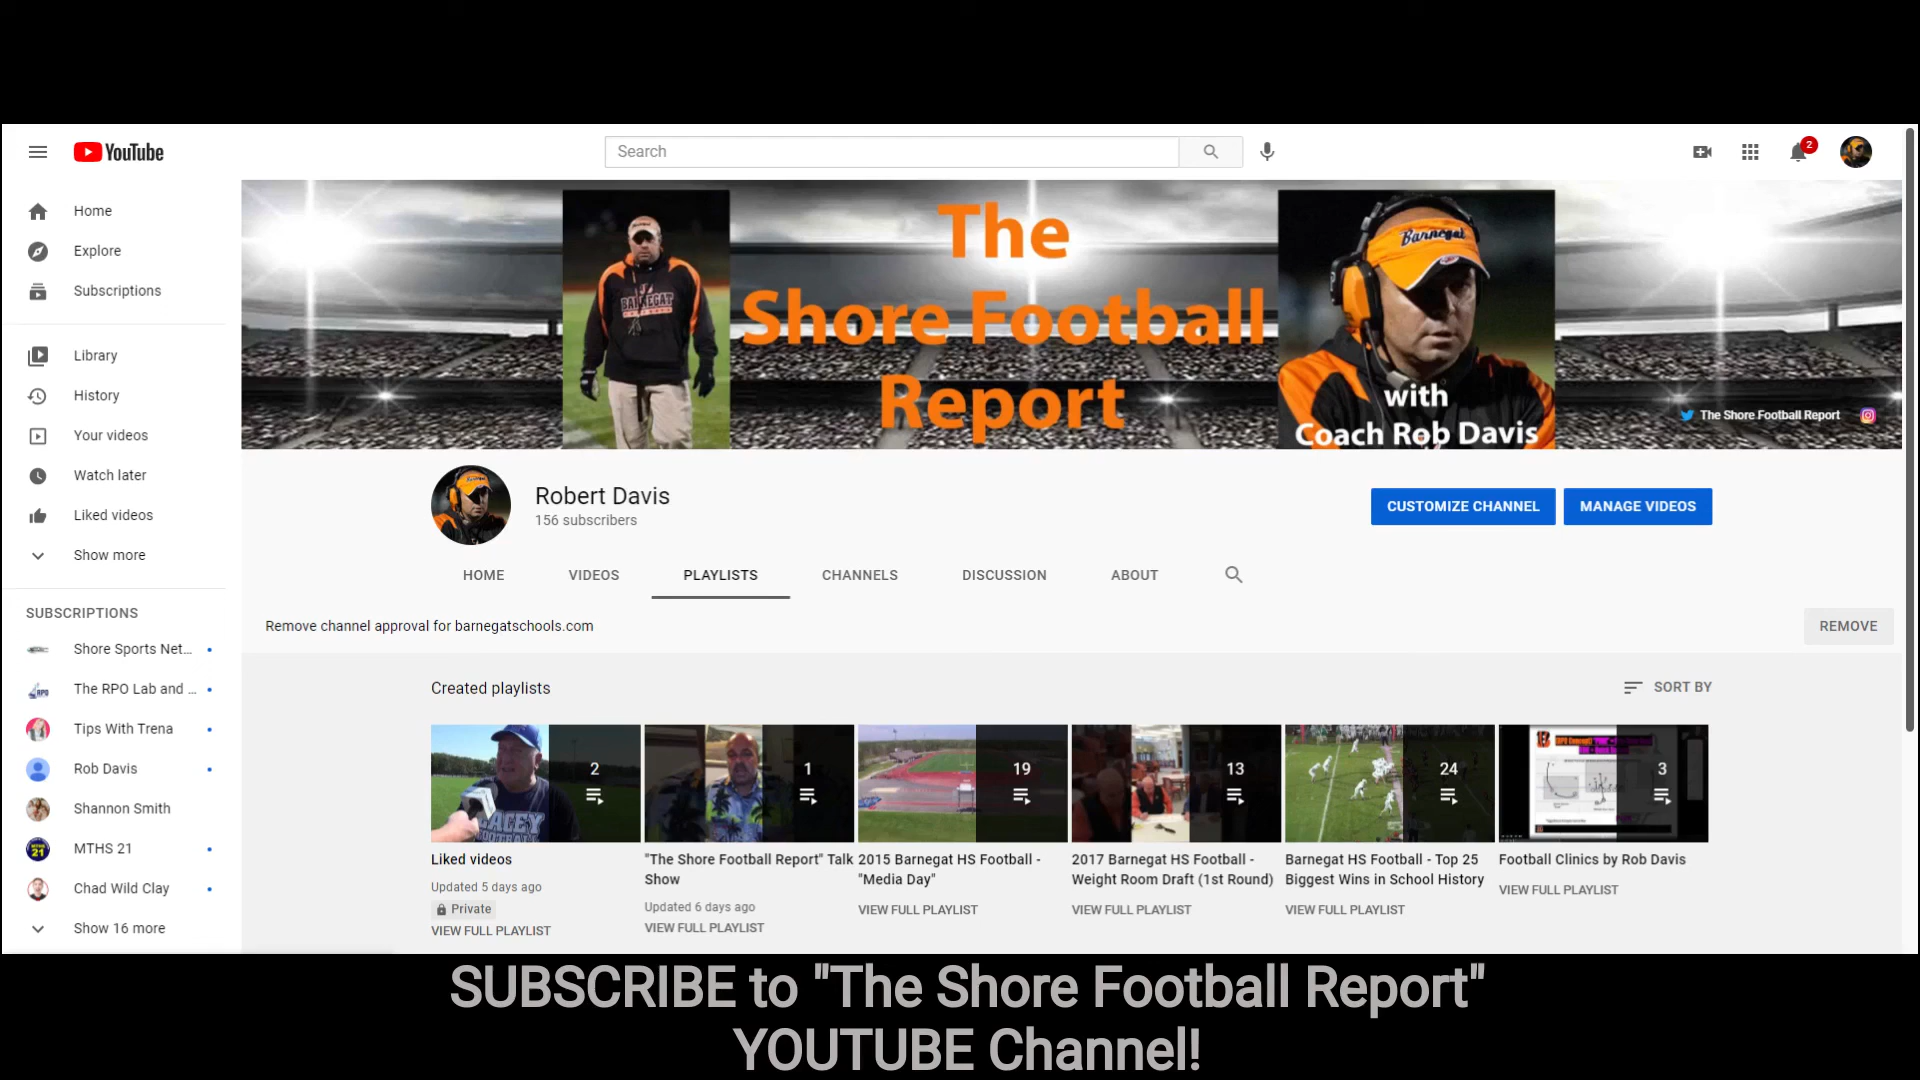 YouTube
Search
2
Home
Explore
Subscriptions
Library
History
Your videos
Watch later
Liked videos
Show more
SUBSCRIPTIONS
Shore Sports Net...
The RPO Lab and ...
Tips With Trena
Rob Davis
Shannon Smith
MTHS 21
Chad Wild Clay
Show 16 more
The
Shore Football
Report
BARNEGAT
Barnegat
with
Coach Rob Davis
The Shore Football Report
Robert Davis
156 subscribers
CUSTOMIZE CHANNEL
MANAGE VIDEOS
HOME VIDEOS PLAYLISTS CHANNELS DISCUSSION ABOUT
Remove channel approval for barnegatschools.com
REMOVE
Created playlists
SORT BY
2
1
19
13
24
3
Liked videos
Updated 5 days ago
Private
VIEW FULL PLAYLIST
"The Shore Football Report" Talk
Show
Updated 6 days ago
VIEW FULL PLAYLIST
2015 Barnegat HS Football -
"Media Day"
VIEW FULL PLAYLIST
2017 Barnegat HS Football -
Weight Room Draft (1st Round)
VIEW FULL PLAYLIST
Barnegat HS Football - Top 25
Biggest Wins in School History
VIEW FULL PLAYLIST
Football Clinics by Rob Davis
VIEW FULL PLAYLIST
SUBSCRIBE to "The Shore Football Report"
YOUTUBE Channel!